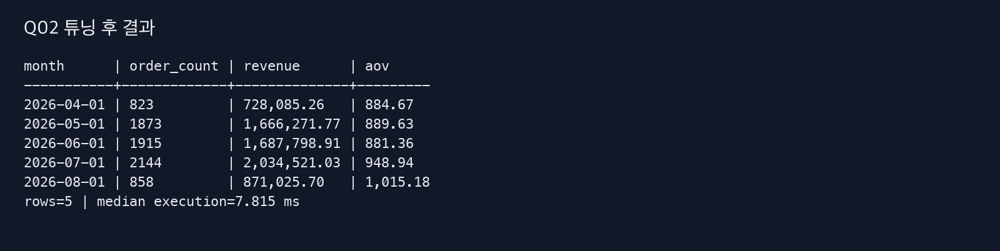 Q02 튜닝 후 결과
month      | order_count | revenue      | aov
-----------+-------------+--------------+---------
2026-04-01 | 823         | 728,085.26   | 884.67
2026-05-01 | 1873        | 1,666,271.77 | 889.63
2026-06-01 | 1915        | 1,687,798.91 | 881.36
2026-07-01 | 2144        | 2,034,521.03 | 948.94
2026-08-01 | 858         | 871,025.70   | 1,015.18
rows=5 | median execution=7.815 ms